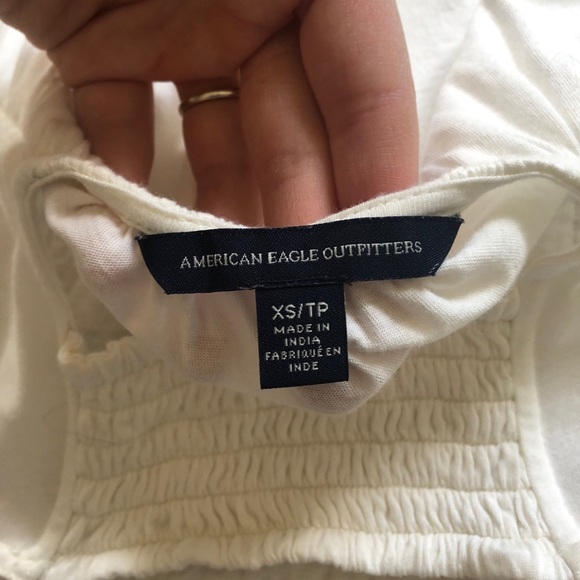 AMERICAN EAGLE OUTFITTERS
XS/TP
MADE IN
INDIA
FABRIQUÉ EN
INDE